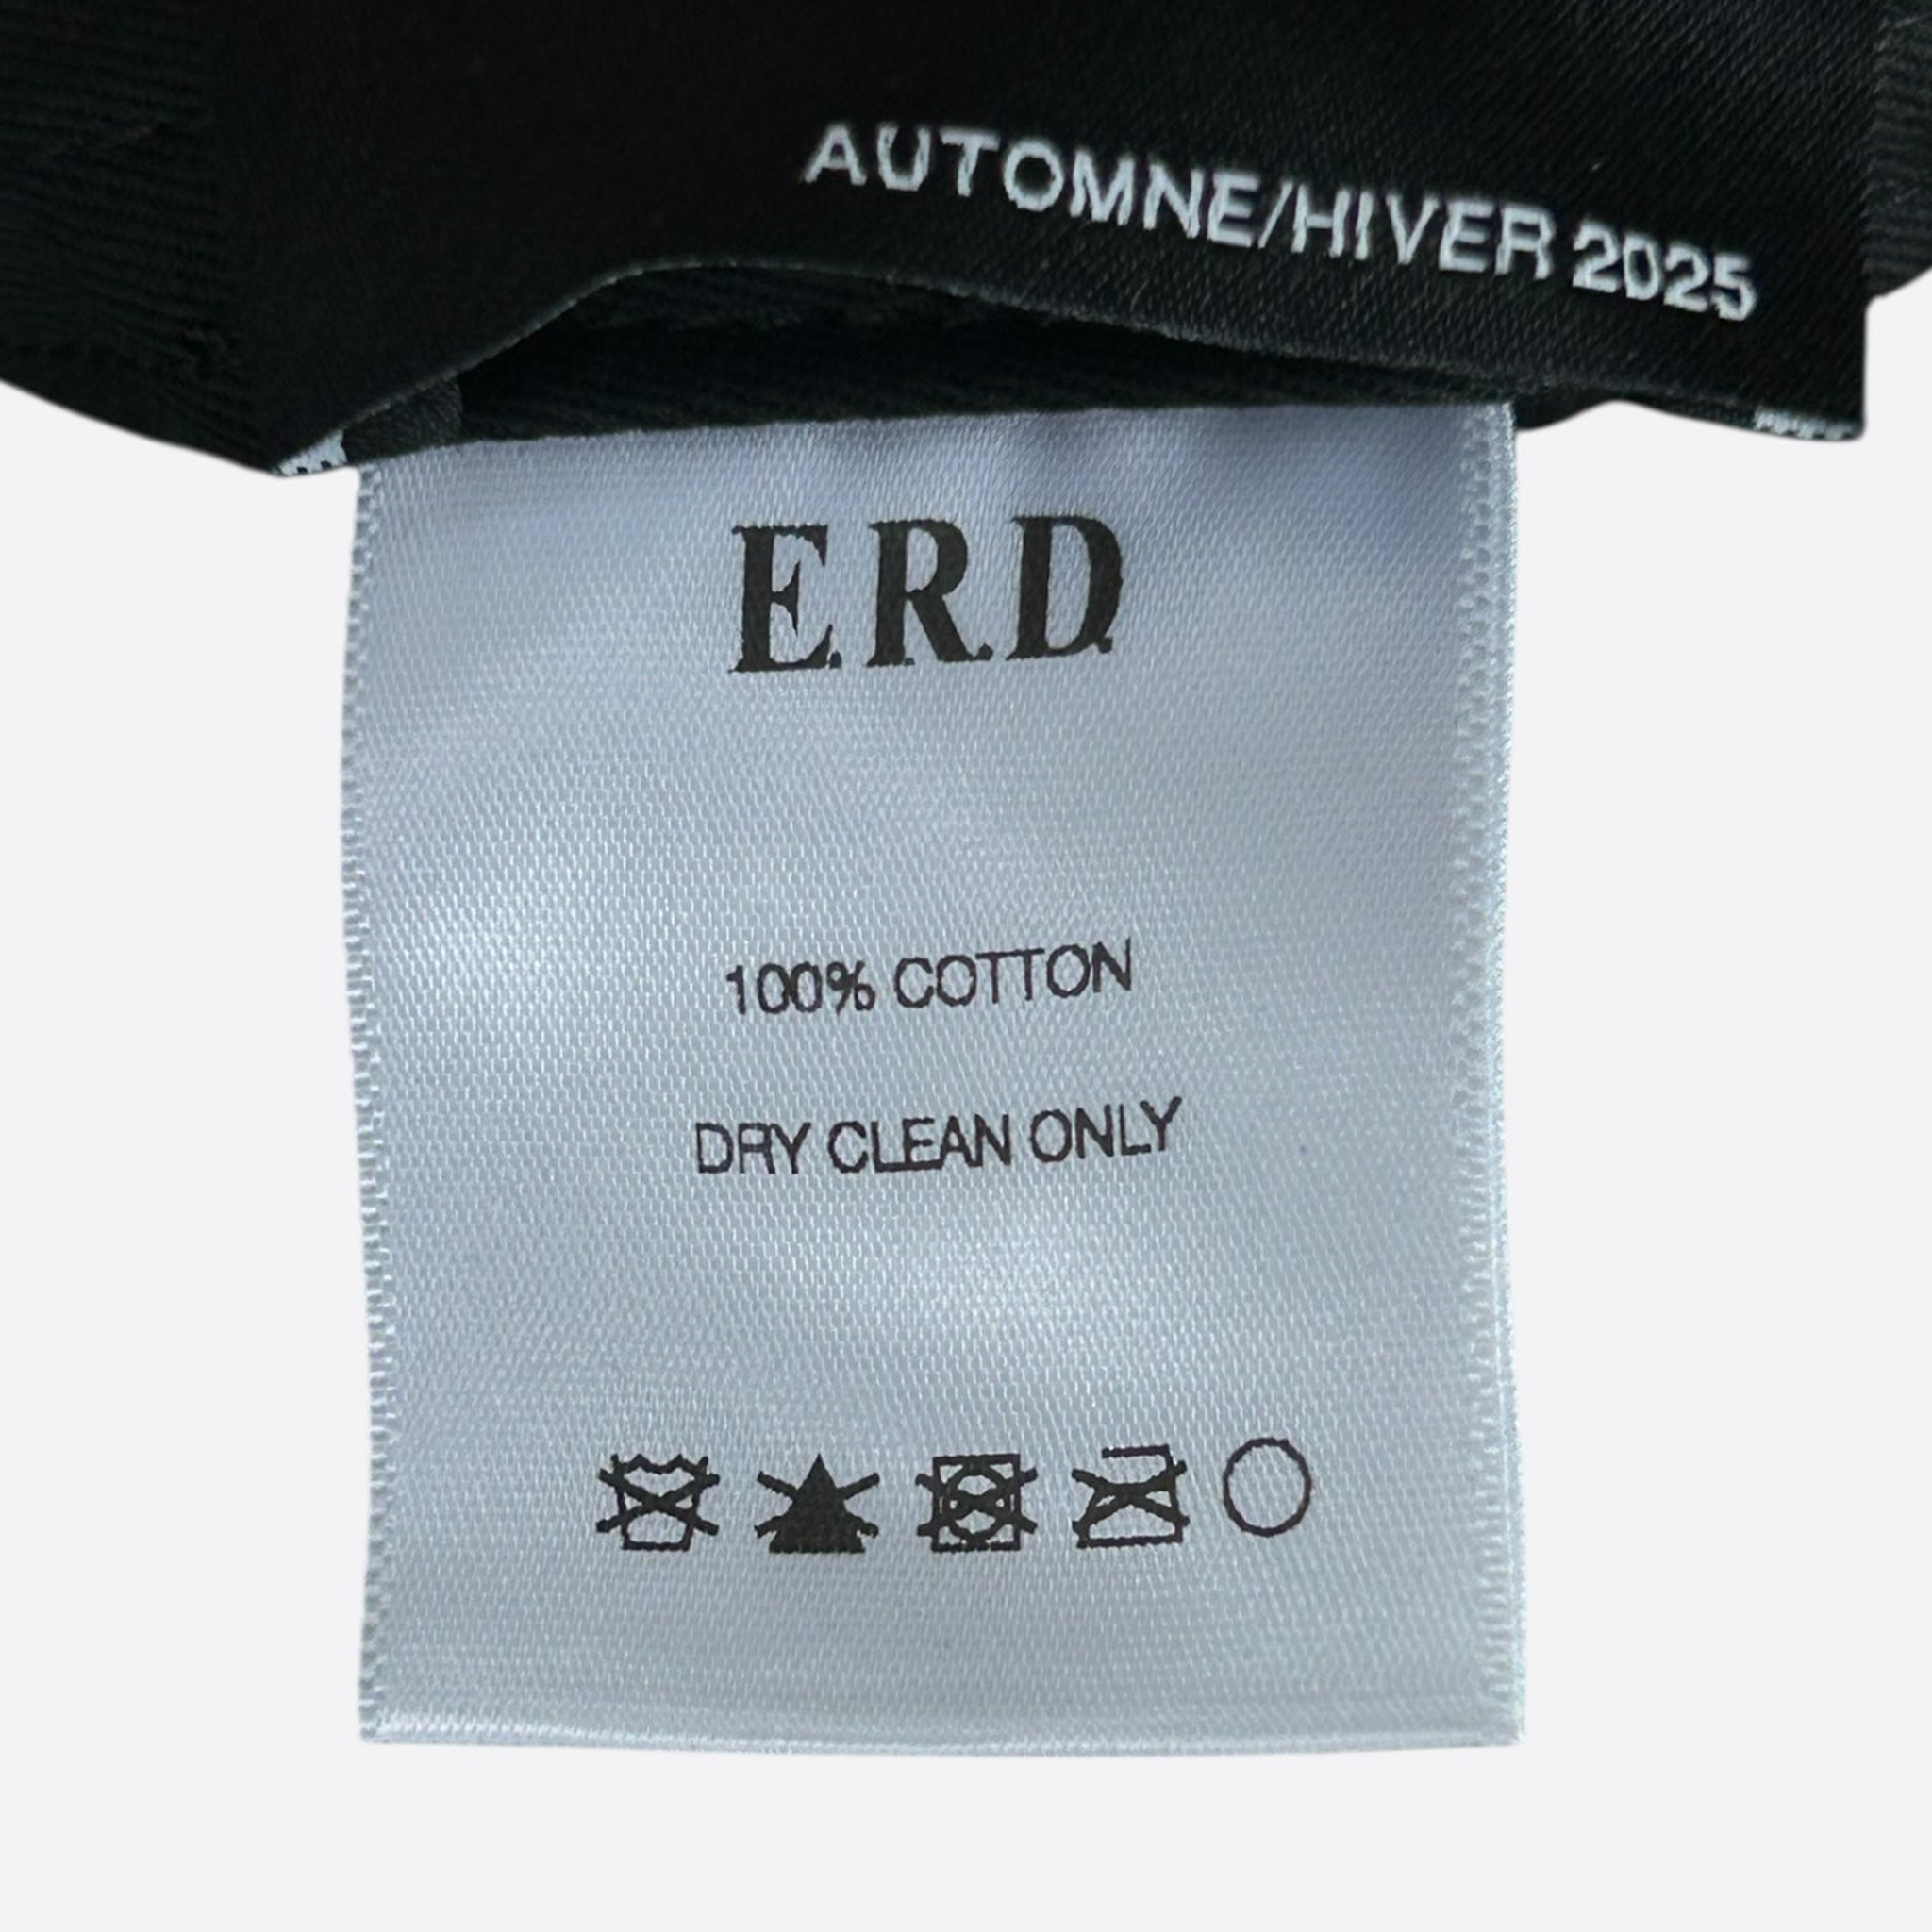 AUTOMNE/HIVER 2025
E.R.D.
100% COTTON
DRY CLEAN ONLY